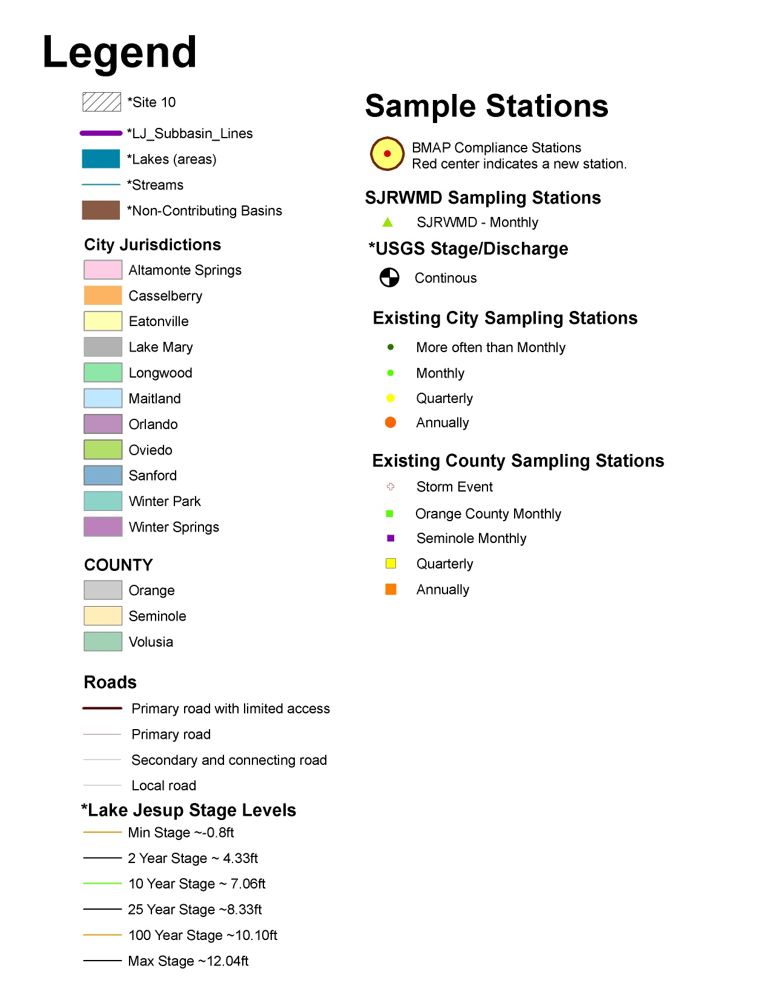 Legend
*Site 10
*LJ_Subbasin_Lines
*Lakes (areas)
*Streams
*Non-Contributing Basins
City Jurisdictions
Altamonte Springs
Casselberry
Eatonville
Lake Mary
Longwood
Maitland
Orlando
Oviedo
Sanford
Winter Park
Winter Springs
COUNTY
Orange
Seminole
Volusia
Roads
Primary road with limited access
Primary road
Secondary and connecting road
Local road
*Lake Jesup Stage Levels
Min Stage ~-0.8ft
2 Year Stage ~ 4.33ft
10 Year Stage ~ 7.06ft
25 Year Stage ~8.33ft
100 Year Stage ~10.10ft
Max Stage ~12.04ft
Sample Stations
BMAP Compliance Stations
Red center indicates a new station.
SJRWMD Sampling Stations
SJRWMD - Monthly
*USGS Stage/Discharge
Continous
Existing City Sampling Stations
More often than Monthly
Monthly
Quarterly
Annually
Existing County Sampling Stations
Storm Event
Orange County Monthly
Seminole Monthly
Quarterly
Annually